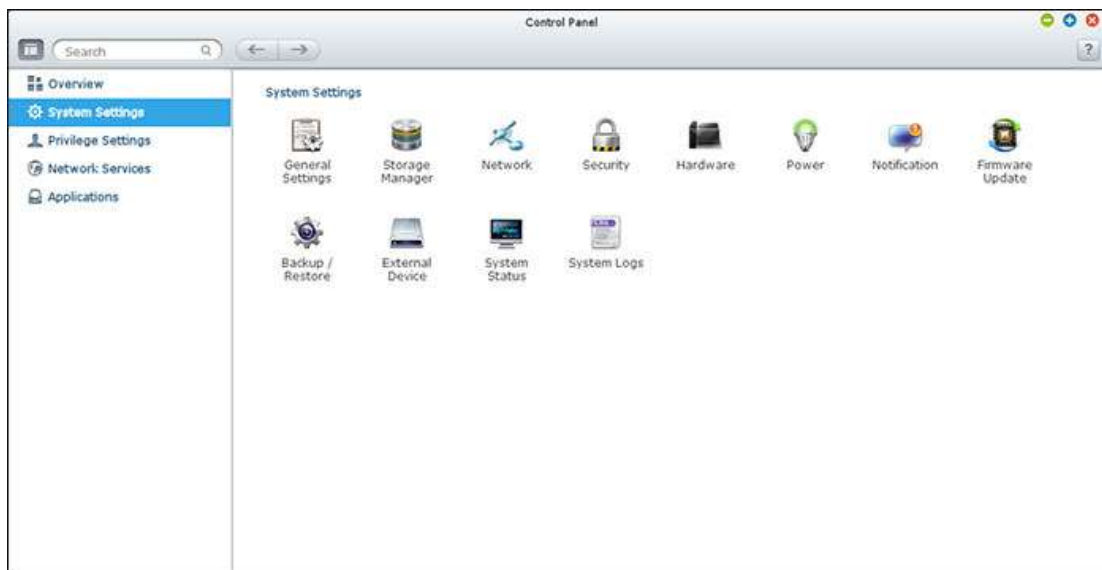 Control Panel
Search
?
Overview
System Settings
Privilege Settings
Network Services
Applications
System Settings
General
Settings
Storage
Manager
Network
Security
Hardware
Power
Notification
Firmware
Update
Backup /
Restore
External
Device
System
Status
System Logs